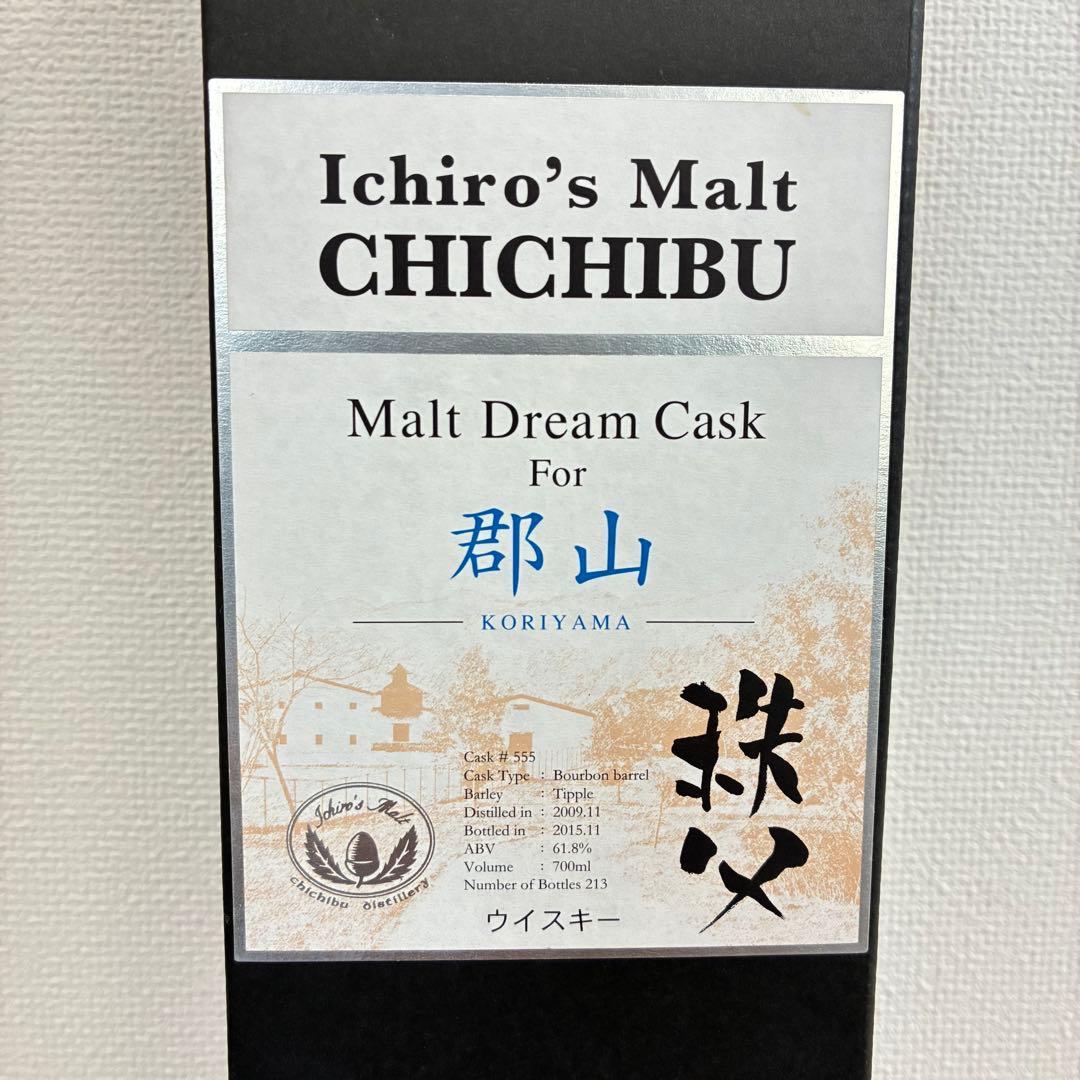 Ichiro's Malt
CHICHIBU
Malt Dream Cask
For
郡山
KORIYAMA
秩父
Cask # 555
Cask Type : Bourbon barrel
Barley : Tipple
Distilled in : 2009.11
Bottled in : 2015.11
ABV : 61.8%
Volume : 700ml
Number of Bottles 213
Ichiro's Malt
chichibu distillery
ウイスキー